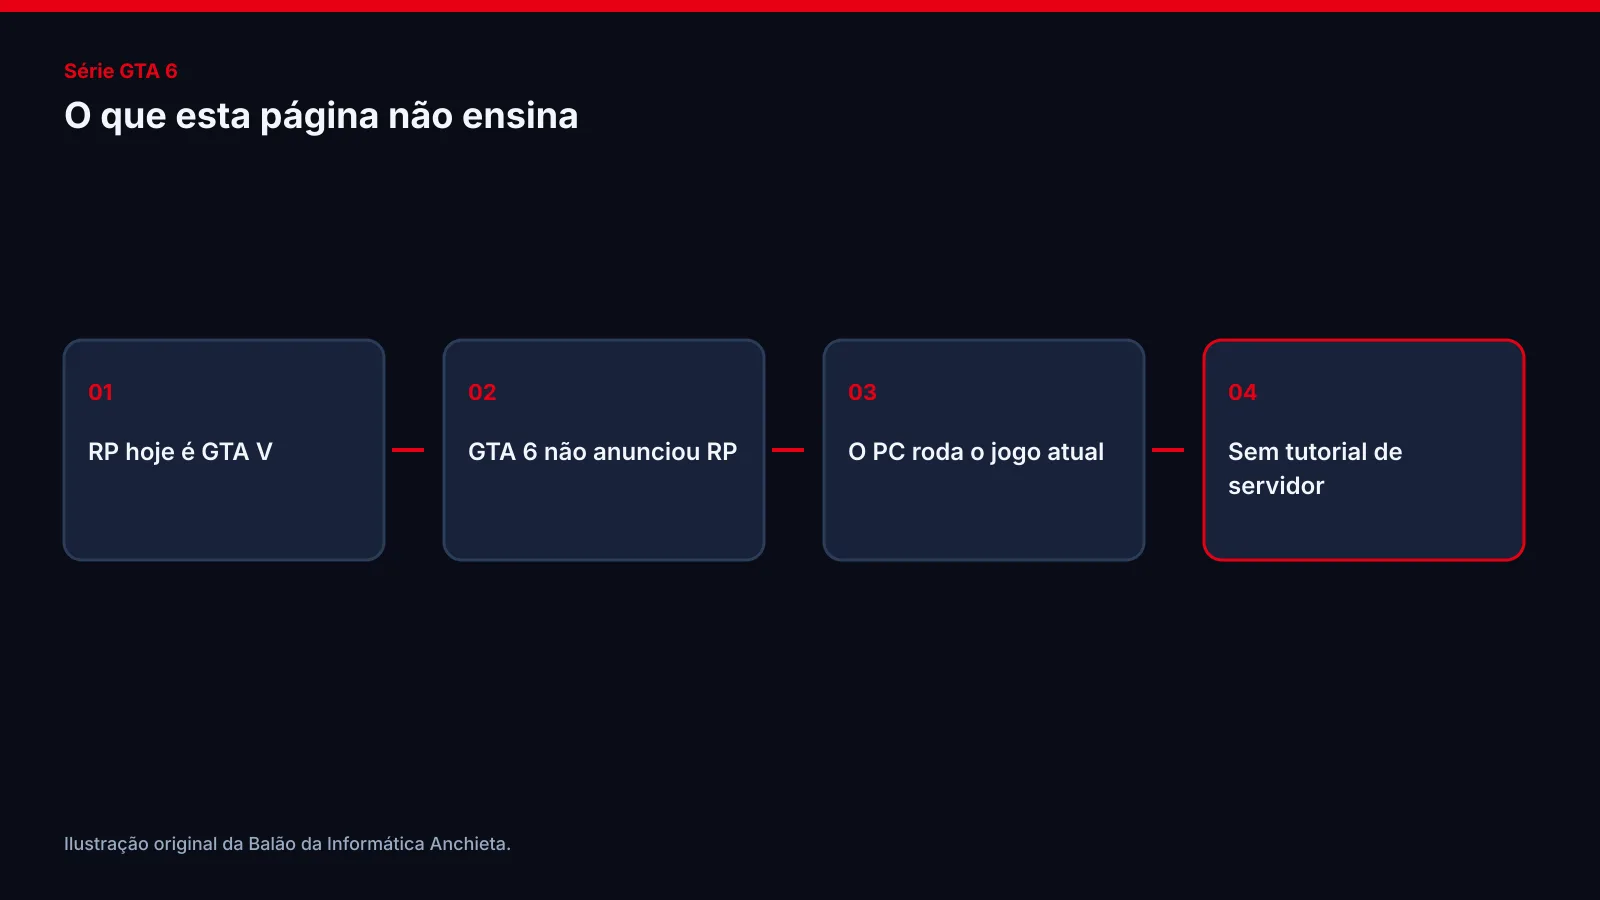 Série GTA 6
O que esta página não ensina
01
RP hoje é GTA V
02
GTA 6 não anunciou RP
03
O PC roda o jogo atual
04
Sem tutorial de
servidor
Ilustração original da Balão da Informática Anchieta.